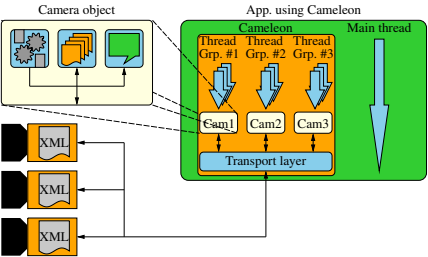 Camera object
App. using Cameleon
Cameleon
Main thread
Thread Thread Thread
Grp. #1 Grp. #2 Grp. #3
Cam1 Cam2 Cam3
Transport layer
XML
XML
XML